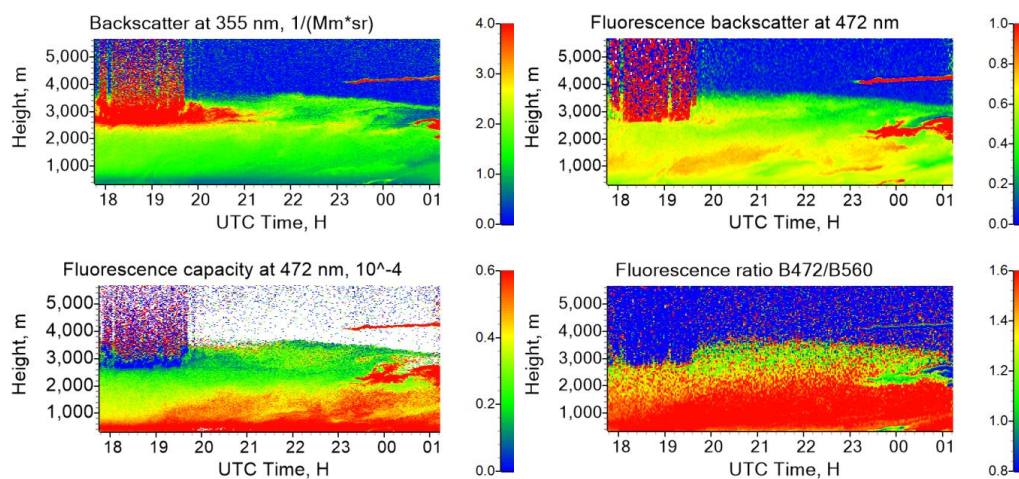 Backscatter at 355 nm, 1/(Mm*sr)
Height, m
5,000
4,000
3,000
2,000
1,000
18 19 20 21 22 23 00 01
UTC Time, H
4.0
3.0
2.0
1.0
0.0
Fluorescence backscatter at 472 nm
Height, m
5,000
4,000
3,000
2,000
1,000
18 19 20 21 22 23 00 01
UTC Time, H
1.0
0.8
0.6
0.4
0.2
0.0
Fluorescence capacity at 472 nm, 10^-4
Height, m
5,000
4,000
3,000
2,000
1,000
18 19 20 21 22 23 00 01
UTC Time, H
0.6
0.4
0.2
0.0
Fluorescence ratio B472/B560
Height, m
5,000
4,000
3,000
2,000
1,000
18 19 20 21 22 23 00 01
UTC Time, H
1.6
1.4
1.2
1.0
0.8